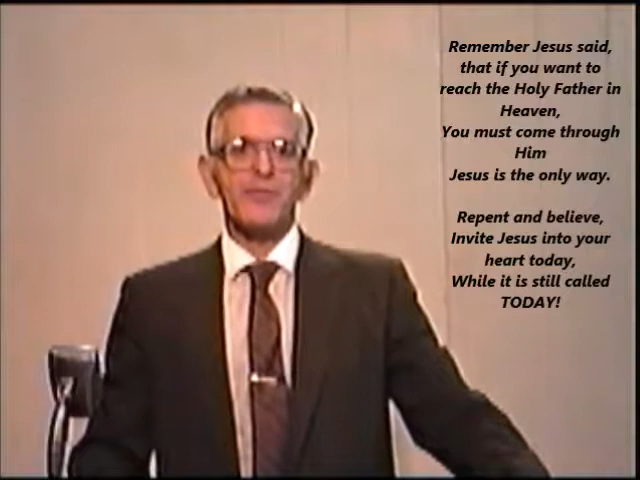 Remember Jesus said,
that if you want to
reach the Holy Father in
Heaven,
You must come through
Him
Jesus is the only way.
Repent and believe,
Invite Jesus into your
heart today,
While it is still called
TODAY!